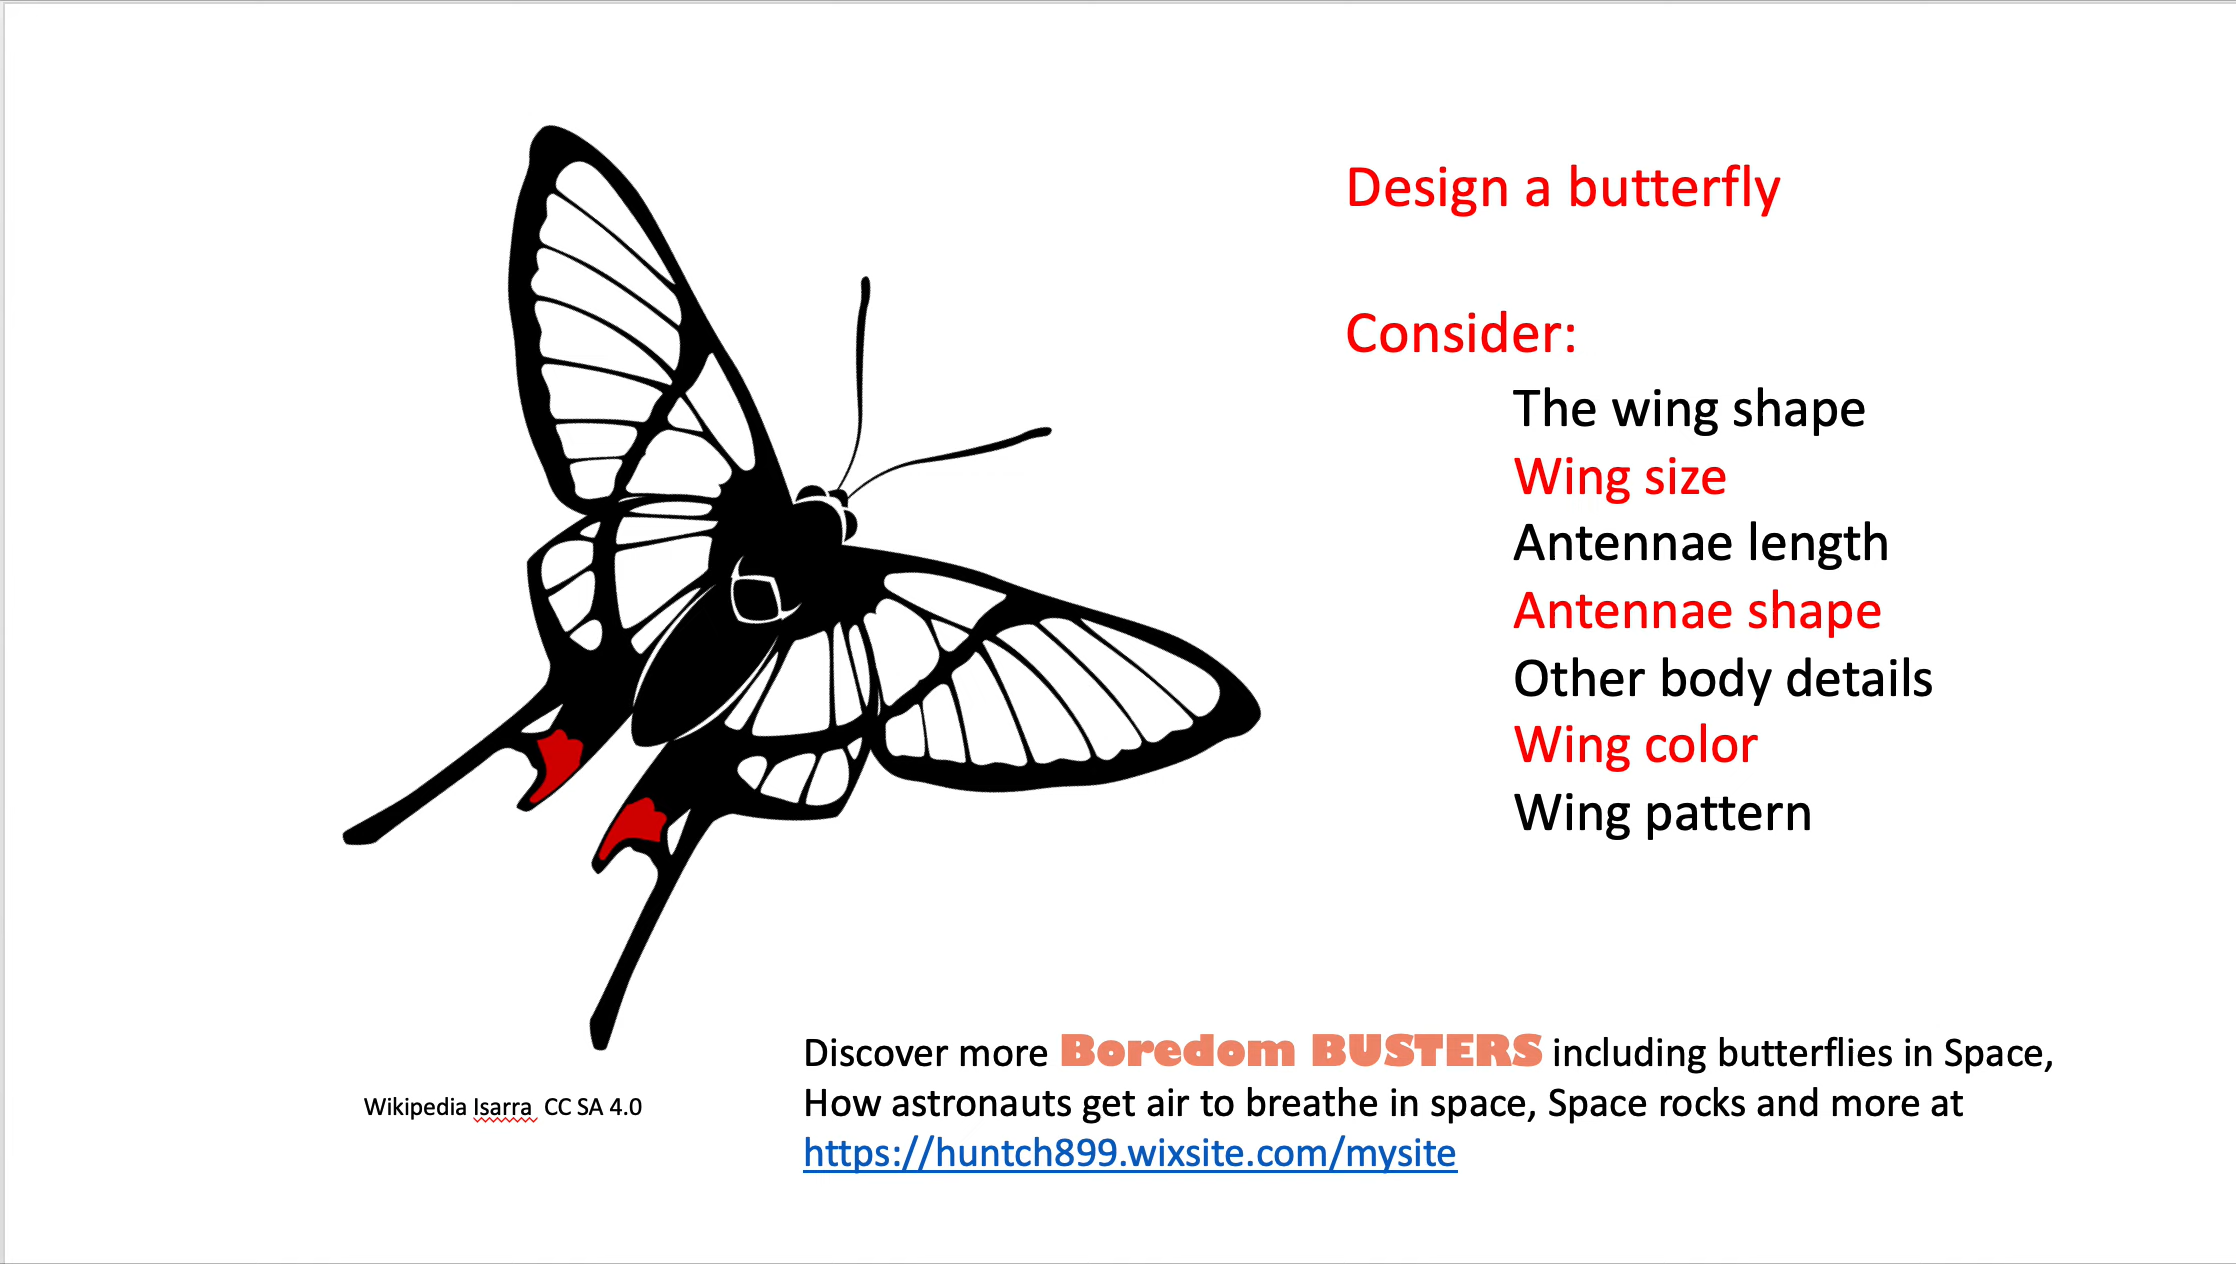 Design a butterfly
Consider:
The wing shape
Wing size
Antennae length
Antennae shape
Other body details
Wing color
Wing pattern
Discover more Boredom BUSTERS including butterflies in Space,
How astronauts get air to breathe in space, Space rocks and more at
https://huntch899.wixsite.com/mysite
Wikipedia Isarra CC SA 4.0